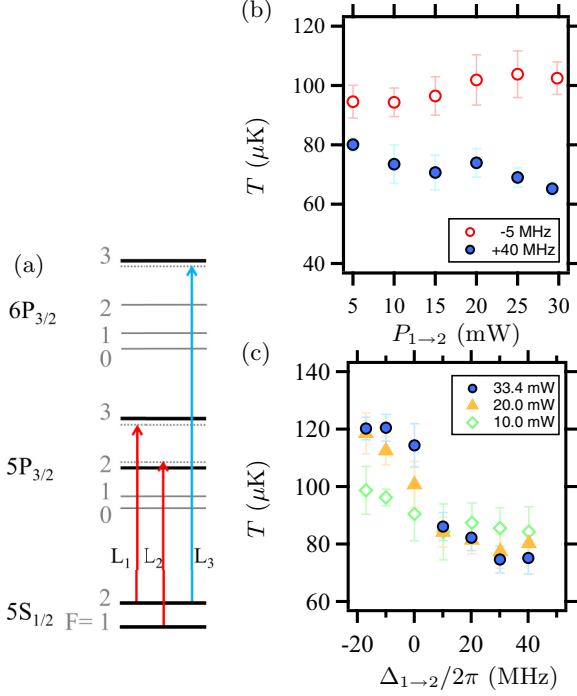 (a)
3
6P3/2
2
1
0
3
5P3/2
2
1
0
L1 L2 L3
5S1/2
2
F= 1
(b)
120
100
80
60
40
T (μK)
-5 MHz
+40 MHz
5 10 15 20 25 30
P1→2 (mW)
(c)
140
120
100
80
60
T (μK)
33.4 mW
20.0 mW
10.0 mW
-20 0 20 40
Δ1→2/2π (MHz)